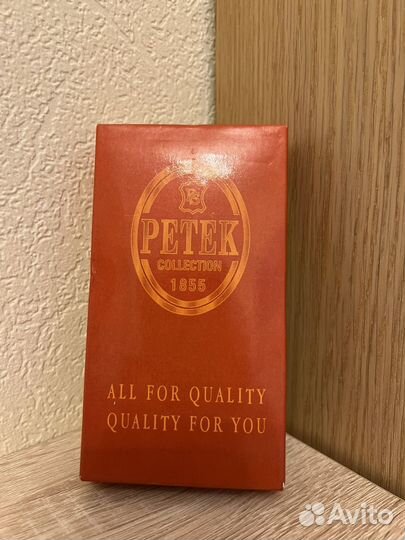 PETEK
COLLECTION
1855
ALL FOR QUALITY
QUALITY FOR YOU
Avito